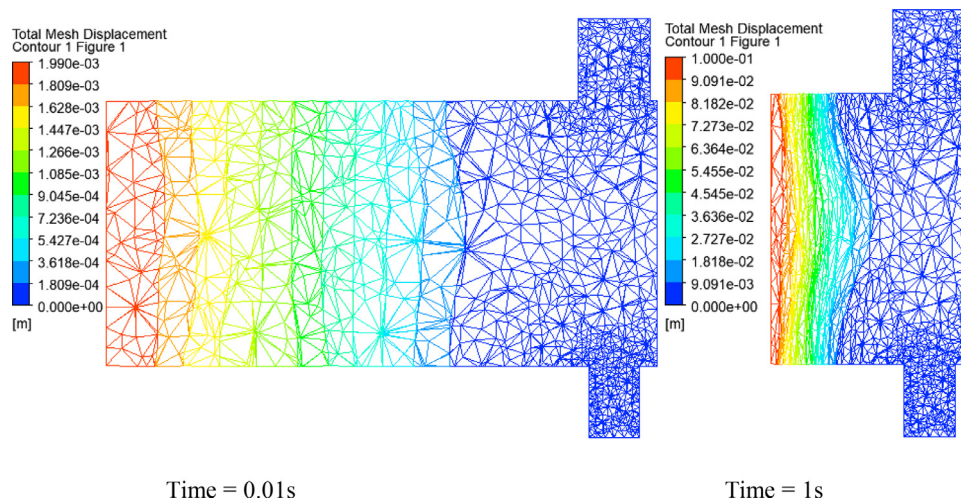 Total Mesh Displacement
Contour 1 Figure 1
1.990e-03
1.809e-03
1.628e-03
1.447e-03
1.266e-03
1.085e-03
9.045e-04
7.236e-04
5.427e-04
3.618e-04
1.809e-04
0.000e+00
[m]
Total Mesh Displacement
Contour 1 Figure 1
1.000e-01
9.091e-02
8.182e-02
7.273e-02
6.364e-02
5.455e-02
4.545e-02
3.636e-02
2.727e-02
1.818e-02
9.091e-03
0.000e+00
[m]
Time = 0.01s
Time = 1s